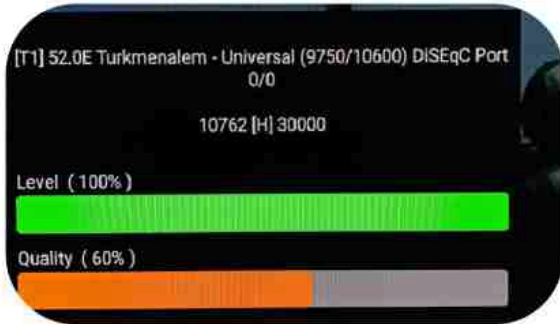 [T1] 52.0E Turkmenalem - Universal (9750/10600) DiSEqC Port
0/0
10762 [H] 30000
Level ( 100% )
Quality ( 60% )